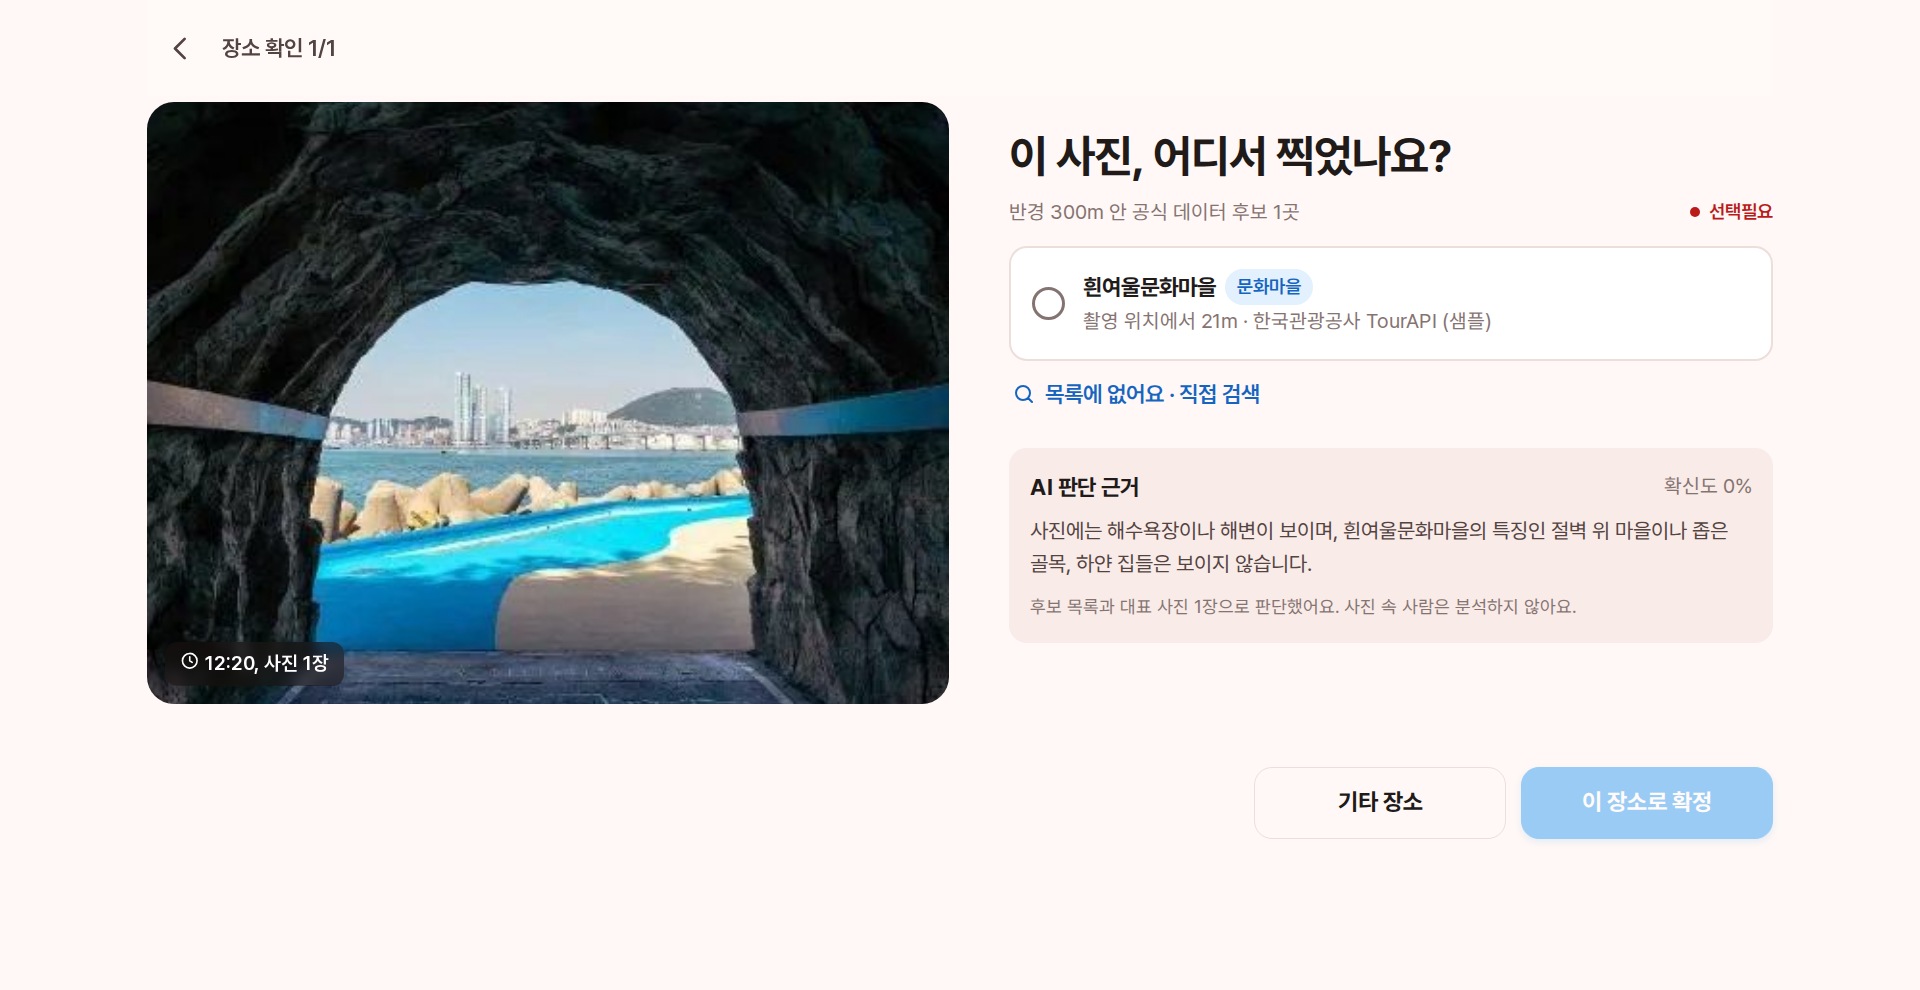 장소 확인 1/1
12:20, 사진 1장
이 사진, 어디서 찍었나요?
반경 300m 안 공식 데이터 후보 1곳
선택필요
흰여울문화마을 문화마을
촬영 위치에서 21m · 한국관광공사 TourAPI (샘플)
목록에 없어요 · 직접 검색
AI 판단 근거
확신도 0%
사진에는 해수욕장이나 해변이 보이며, 흰여울문화마을의 특징인 절벽 위 마을이나 좁은
골목, 하얀 집들은 보이지 않습니다.
후보 목록과 대표 사진 1장으로 판단했어요. 사진 속 사람은 분석하지 않아요.
기타 장소
이 장소로 확정